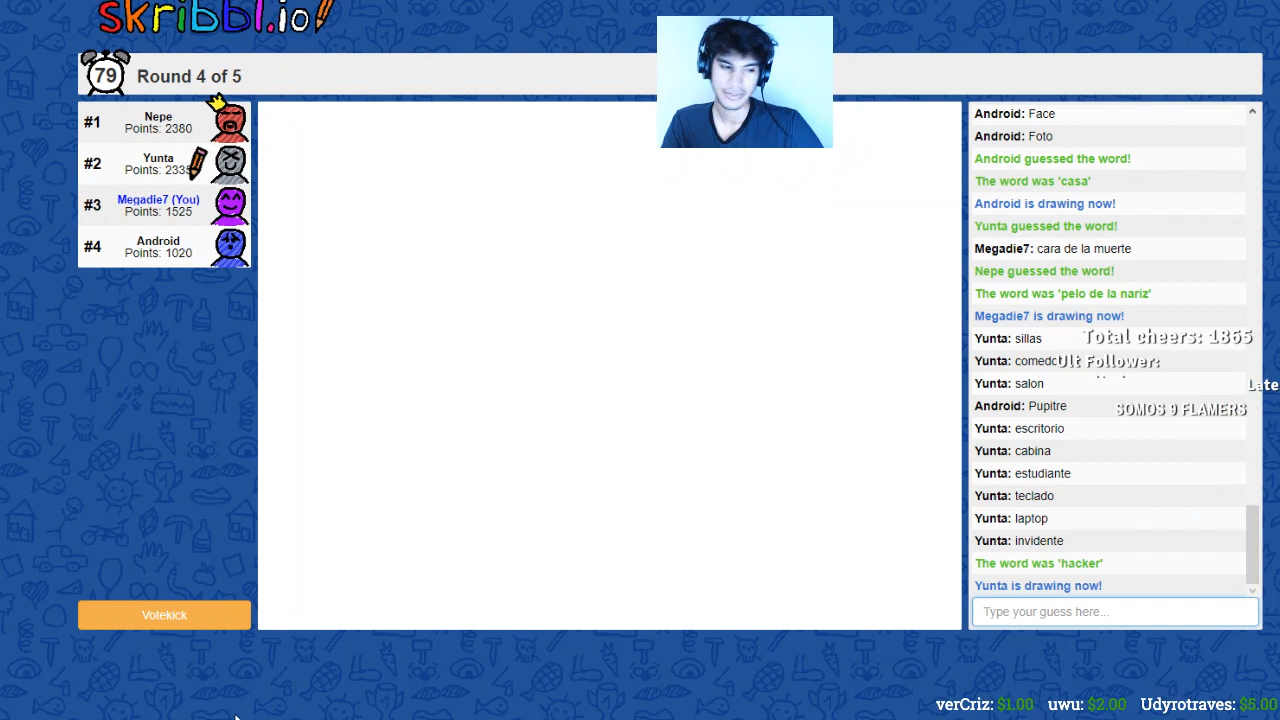 skribbl.io
79
Round 4 of 5
#1
Nepe
Points: 2380
#2
Yunta
Points: 2335
#3
Megadie7 (You)
Points: 1525
#4
Android
Points: 1020
Votekick
Android: Face
Android: Foto
Android guessed the word!
The word was 'casa'
Android is drawing now!
Yunta guessed the word!
Megadie7: cara de la muerte
Nepe guessed the word!
The word was 'pelo de la nariz'
Megadie7 is drawing now!
Yunta: sillas
Total cheers: 1865
Yunta: comedo
Ult Follower:
Yunta: salon
Late
Android: Pupitre
SOMOS 9 FLAMERS
Yunta: escritorio
Yunta: cabina
Yunta: estudiante
Yunta: teclado
Yunta: laptop
Yunta: invidente
The word was 'hacker'
Yunta is drawing now!
Type your guess here...
verCriz: $1.00 uwu: $2.00 Udyrotraves: $5.00